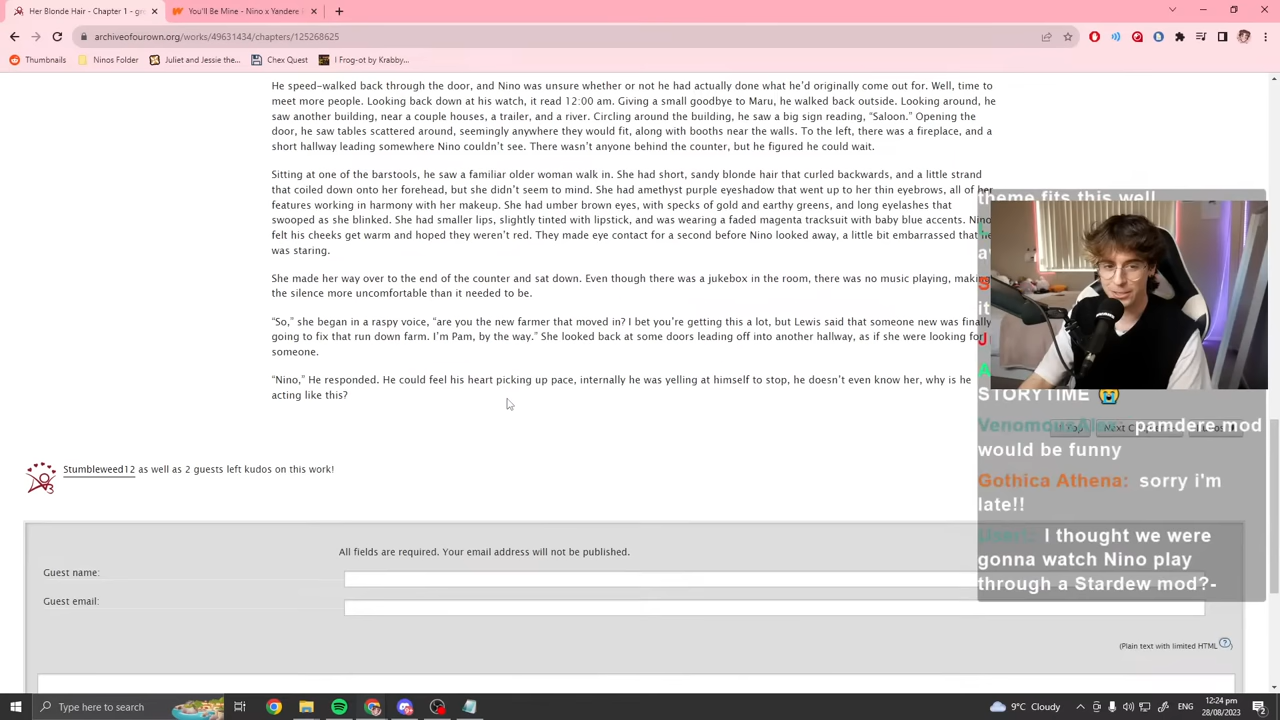 Her Blonde Hair - Chapter 1 - gre
You'll Be Mine - Nino x Yandere
archiveofourown.org/works/49631434/chapters/125268625
Thumbnails
Ninos Folder
Juliet and Jessie the...
Chex Quest
I Frog-ot by Krabby...
He speed-walked back through the door, and Nino was unsure whether or not he had actually done what he'd originally come out for. Well, time to
meet more people. Looking back down at his watch, it read 12:00 am. Giving a small goodbye to Maru, he walked back outside. Looking around, he
saw another building, near a couple houses, a trailer, and a river. Circling around the building, he saw a big sign reading, “Saloon.” Opening the
door, he saw tables scattered around, seemingly anywhere they would fit, along with booths near the walls. To the left, there was a fireplace, and a
short hallway leading somewhere Nino couldn't see. There wasn't anyone behind the counter, but he figured he could wait.
Sitting at one of the barstools, he saw a familiar older woman walk in. She had short, sandy blonde hair that curled backwards, and a little strand
that coiled down onto her forehead, but she didn't seem to mind. She had amethyst purple eyeshadow that went up to her thin eyebrows, all of her
features working in harmony with her makeup. She had umber brown eyes, with specks of gold and earthy greens, and long eyelashes that
swooped as she blinked. She had smaller lips, slightly tinted with lipstick, and was wearing a faded magenta tracksuit with baby blue accents. Nino
felt his cheeks get warm and hoped they weren't red. They made eye contact for a second before Nino looked away, a little bit embarrassed that
was staring.
She made her way over to the end of the counter and sat down. Even though there was a jukebox in the room, there was no music playing, making
the silence more uncomfortable than it needed to be.
“So,” she began in a raspy voice, “are you the new farmer that moved in? I bet you're getting this a lot, but Lewis said that someone new was finally
going to fix that run down farm. I'm Pam, by the way.” She looked back at some doors leading off into another hallway, as if she were looking for
someone.
“Nino,” He responded. He could feel his heart picking up pace, internally he was yelling at himself to stop, he doesn't even know her, why is he
acting like this?
theme fits this well
STORYTIME 😭
VenomousAlex: pamdere mod
would be funny
Gothica Athena: sorry i'm
late!!
I thought we were
gonna watch Nino play
through a Stardew mod?-
Stumbleweed12 as well as 2 guests left kudos on this work!
All fields are required. Your email address will not be published.
Guest name:
Guest email:
(Plain text with limited HTML ?)
Type here to search
9°C Cloudy
12:24 pm
28/08/2023